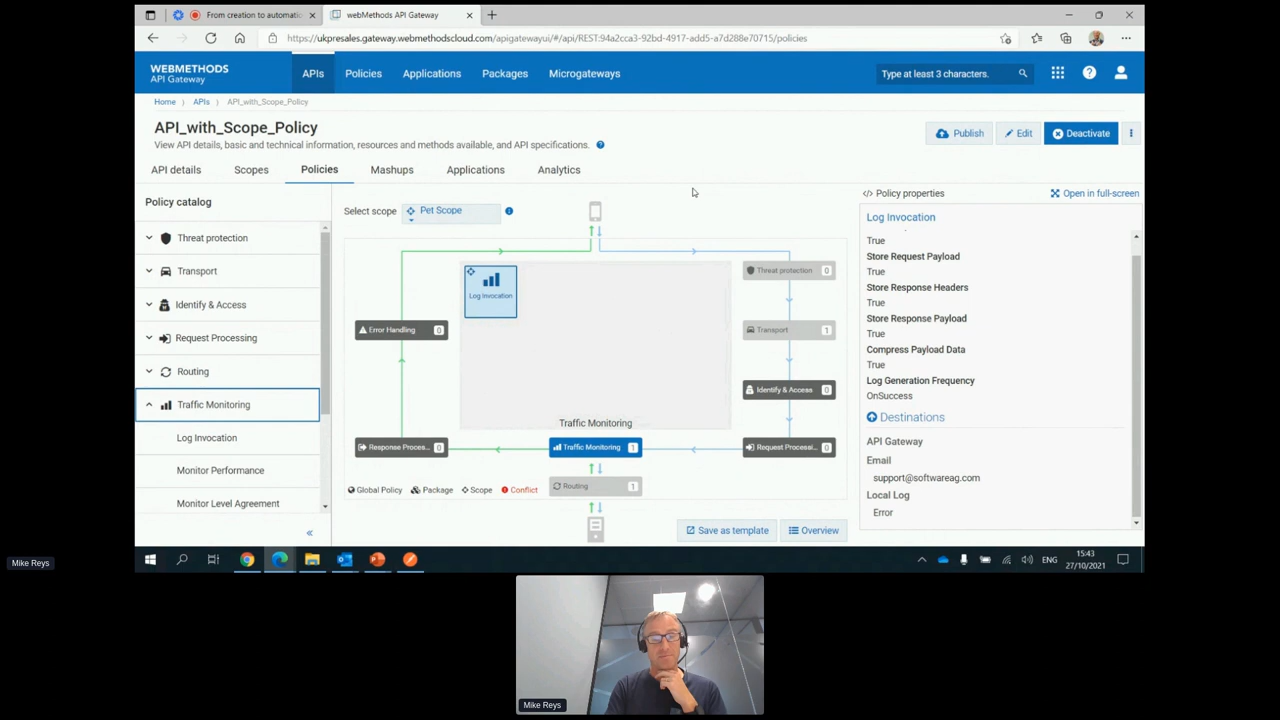 From creation to automati
webMethods API Gateway
https://ukpresales.gateway.webmethodscloud.com/apigatewayui/#/api/REST:94a2cca3-92bd-4917-add5-a7d288e70715/policies
WEBMETHODS
API Gateway
APIs
Policies
Applications
Packages
Microgateways
Type at least 3 characters.
Home
APIs
API_with_Scope_Policy
API_with_Scope_Policy
Publish
Edit
Deactivate
View API details, basic and technical information, resources and methods available, and API specifications.
API details
Scopes
Policies
Mashups
Applications
Analytics
Policy catalog
Threat protection
Transport
Identify & Access
Request Processing
Routing
Traffic Monitoring
Log Invocation
Monitor Performance
Monitor Level Agreement
Select scope
Pet Scope
Log Invocation
Threat protection 0
Error Handling 0
Transport 1
Identify & Access 0
Traffic Monitoring
Response Proces... 0
Traffic Monitoring 1
Request Processi... 0
Global Policy
Package
Scope
Conflict
Routing 1
Save as template
Overview
</> Policy properties
Open in full-screen
Log Invocation
True
Store Request Payload
True
Store Response Headers
True
Store Response Payload
True
Compress Payload Data
True
Log Generation Frequency
OnSuccess
Destinations
API Gateway
Email
support@softwareag.com
Local Log
Error
Mike Reys
ENG
15:43
27/10/2021
Mike Reys